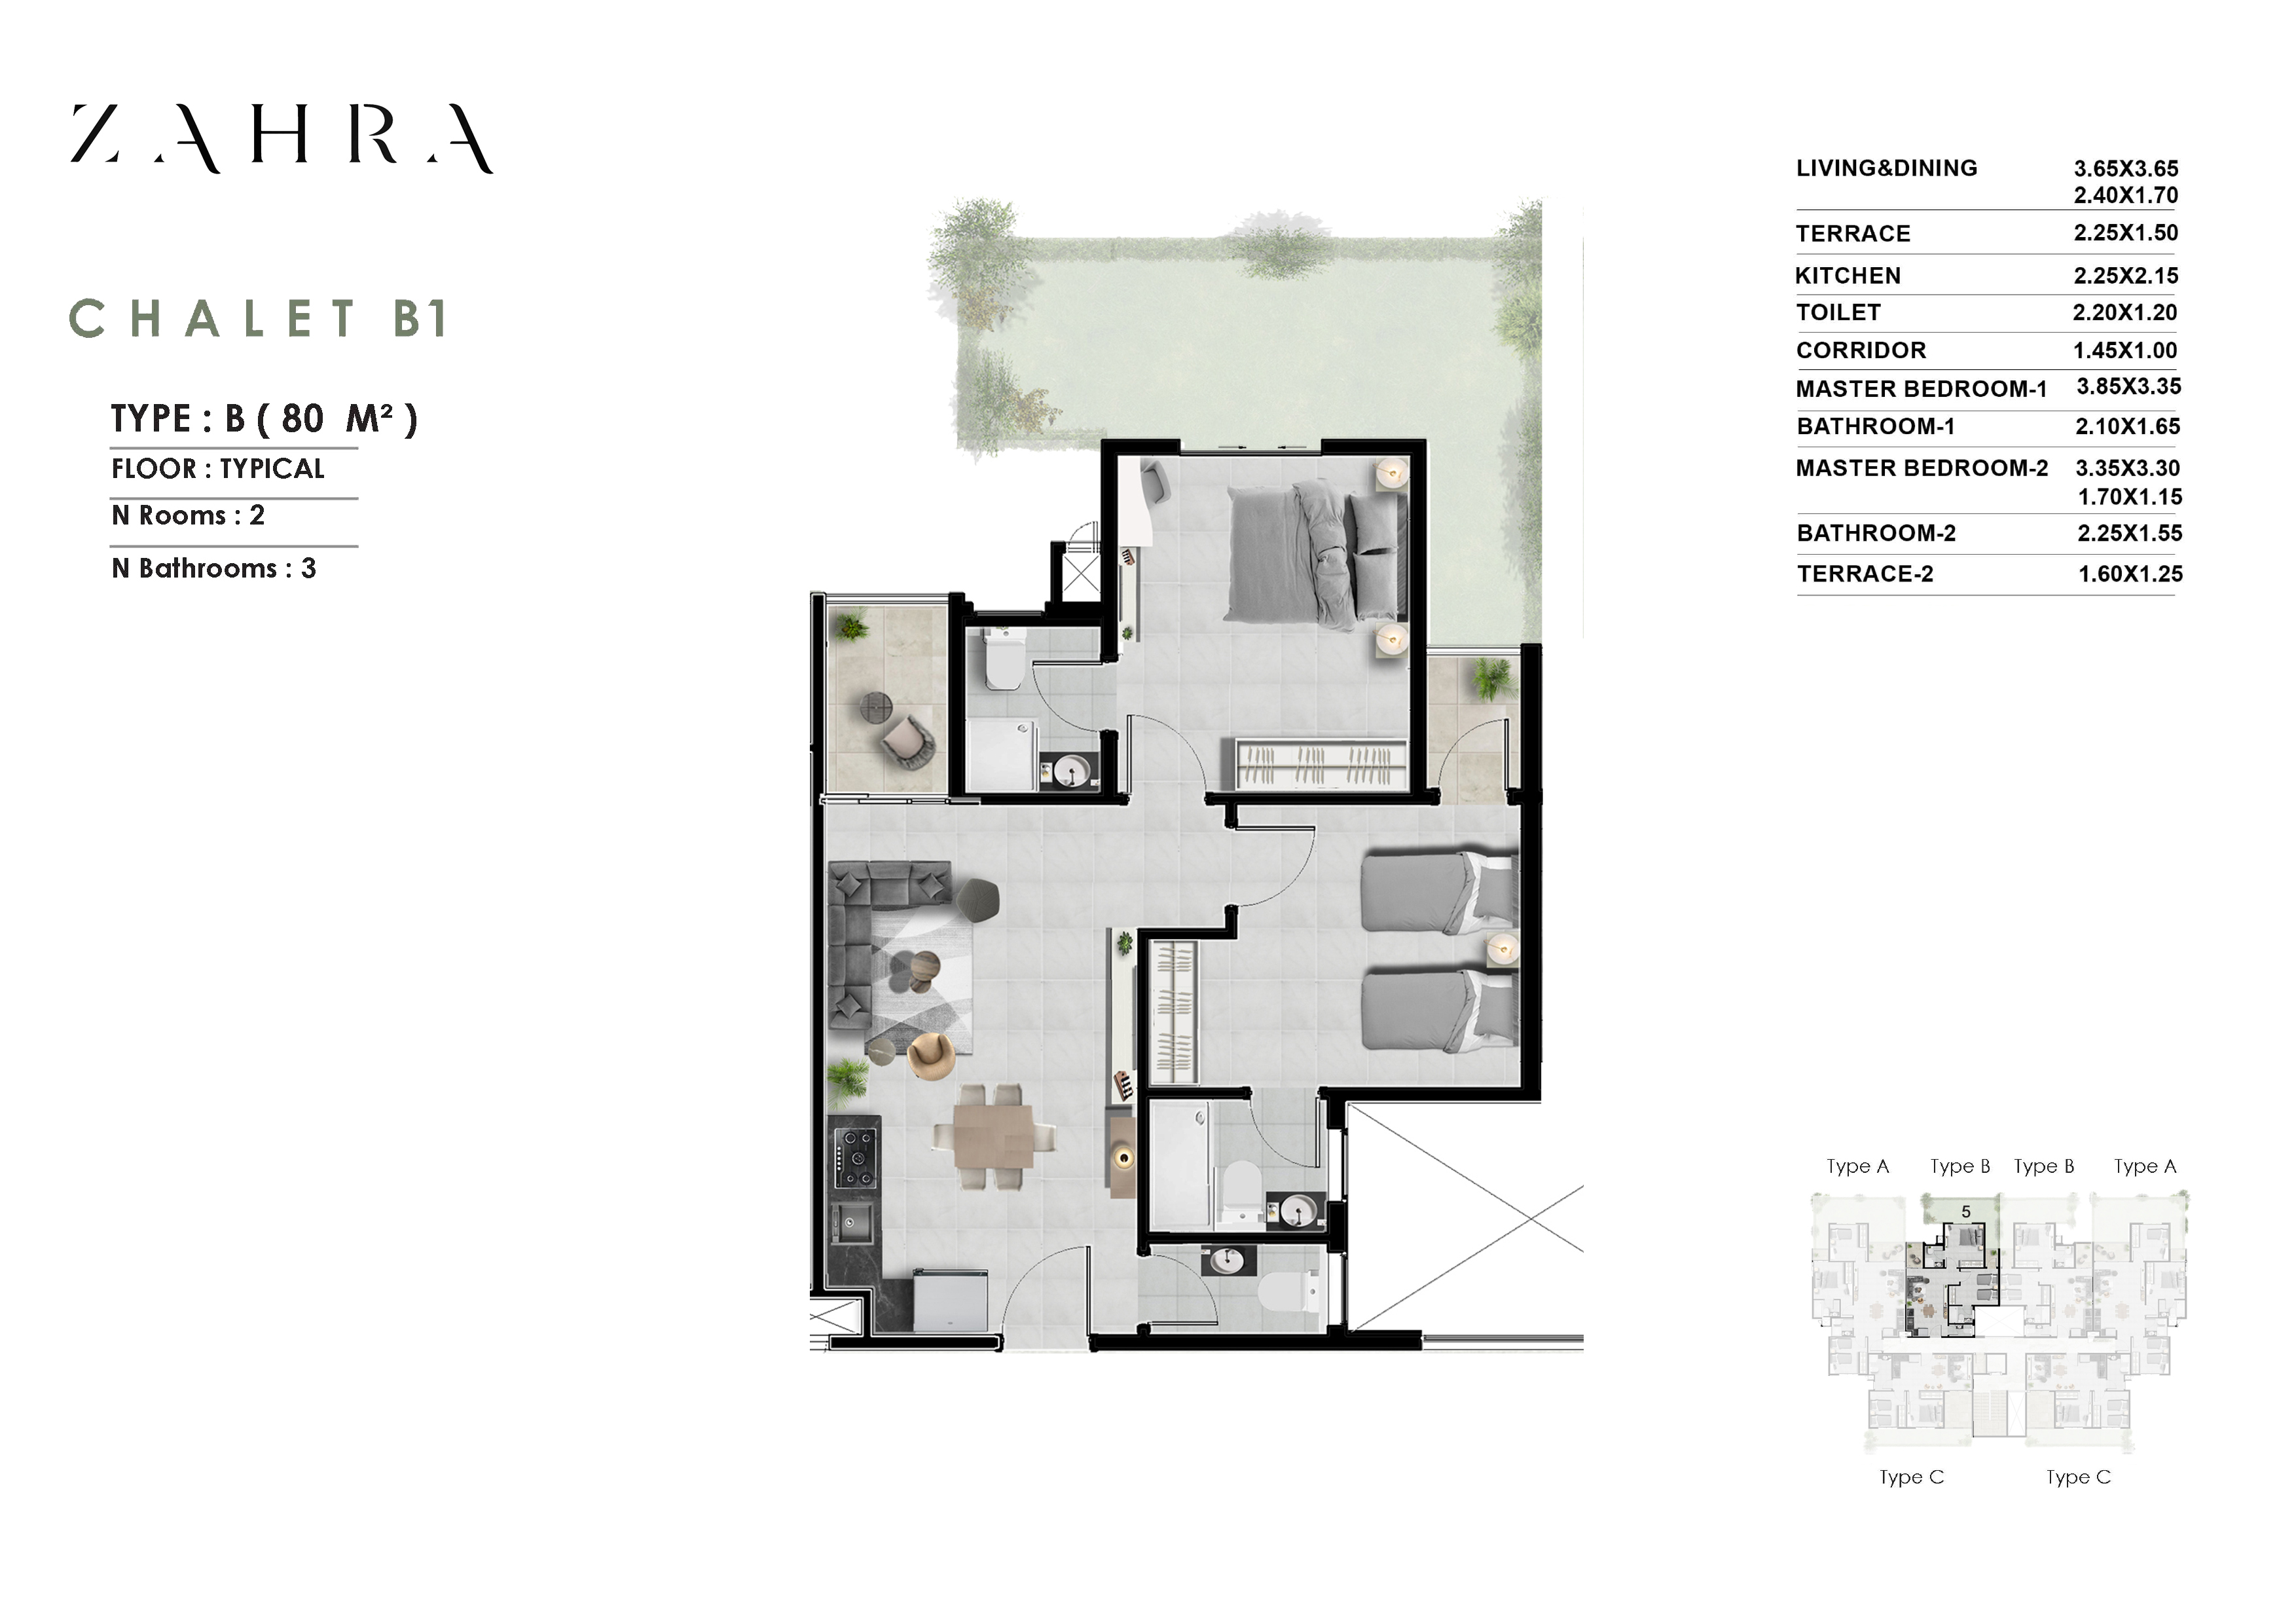 ZAHRA
CHALET B1
TYPE : B ( 80 M² )
FLOOR : TYPICAL
N Rooms : 2
N Bathrooms : 3
LIVING&DINING 3.65X3.65
2.40X1.70
TERRACE 2.25X1.50
KITCHEN 2.25X2.15
TOILET 2.20X1.20
CORRIDOR 1.45X1.00
MASTER BEDROOM-1 3.85X3.35
BATHROOM-1 2.10X1.65
MASTER BEDROOM-2 3.35X3.30
1.70X1.15
BATHROOM-2 2.25X1.55
TERRACE-2 1.60X1.25
Type A Type B Type B Type A
5
Type C Type C